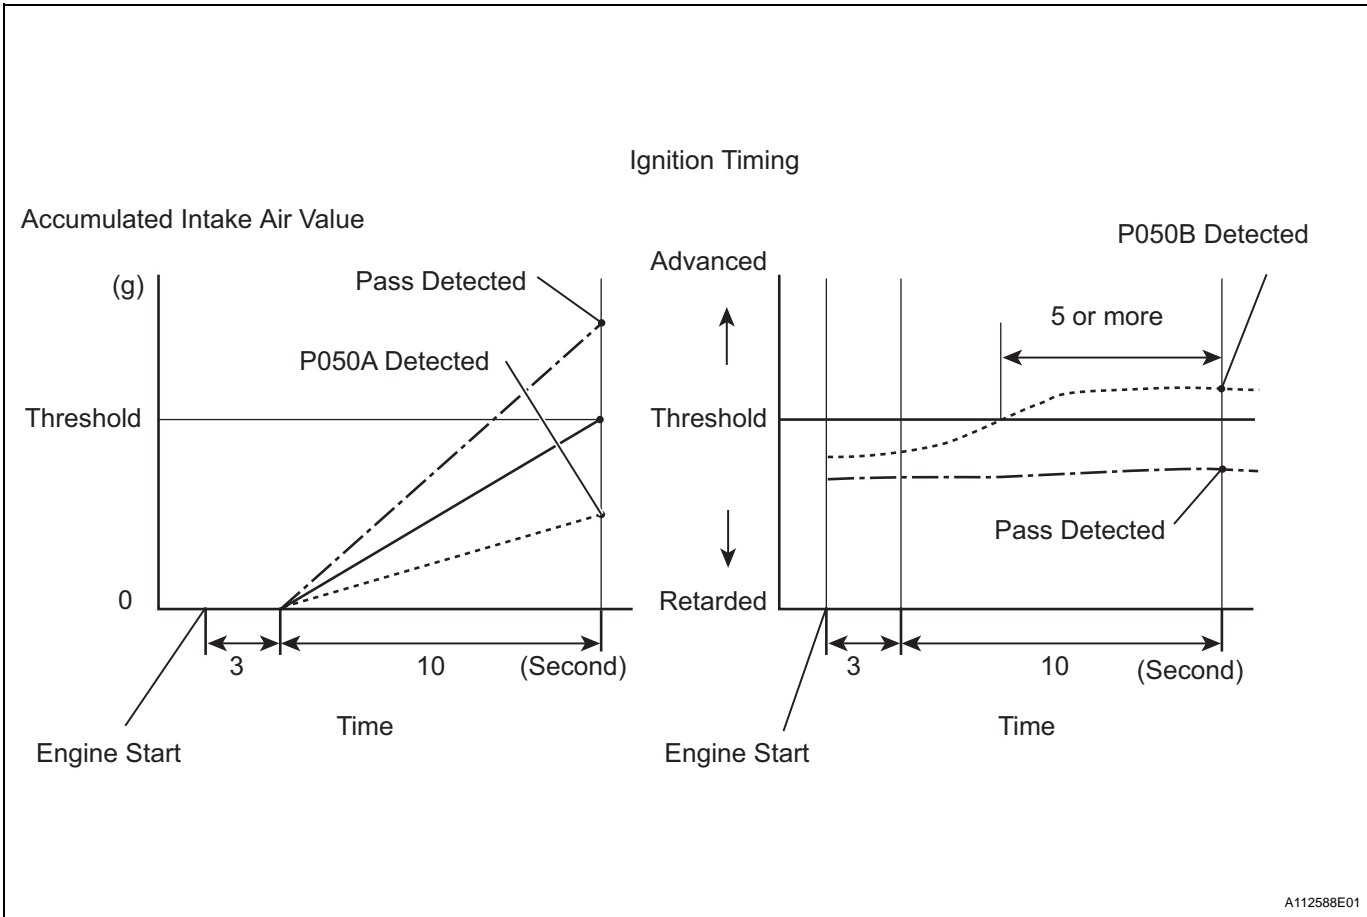 Ignition Timing
Accumulated Intake Air Value
(g)
Pass Detected
P050A Detected
Threshold
0
3
10
(Second)
Time
Engine Start
Advanced
P050B Detected
5 or more
Threshold
Pass Detected
Retarded
3
10
(Second)
Time
Engine Start
A112588E01